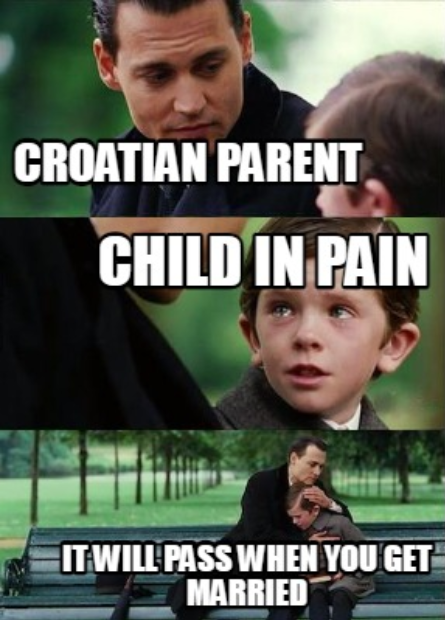 CROATIAN PARENT
CHILD IN PAIN
IT WILL PASS WHEN YOU GET
MARRIED